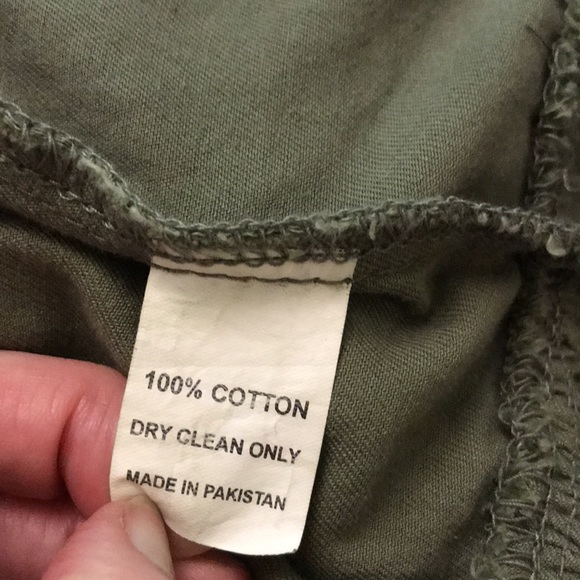 100% COTTON
DRY CLEAN ONLY
MADE IN PAKISTAN